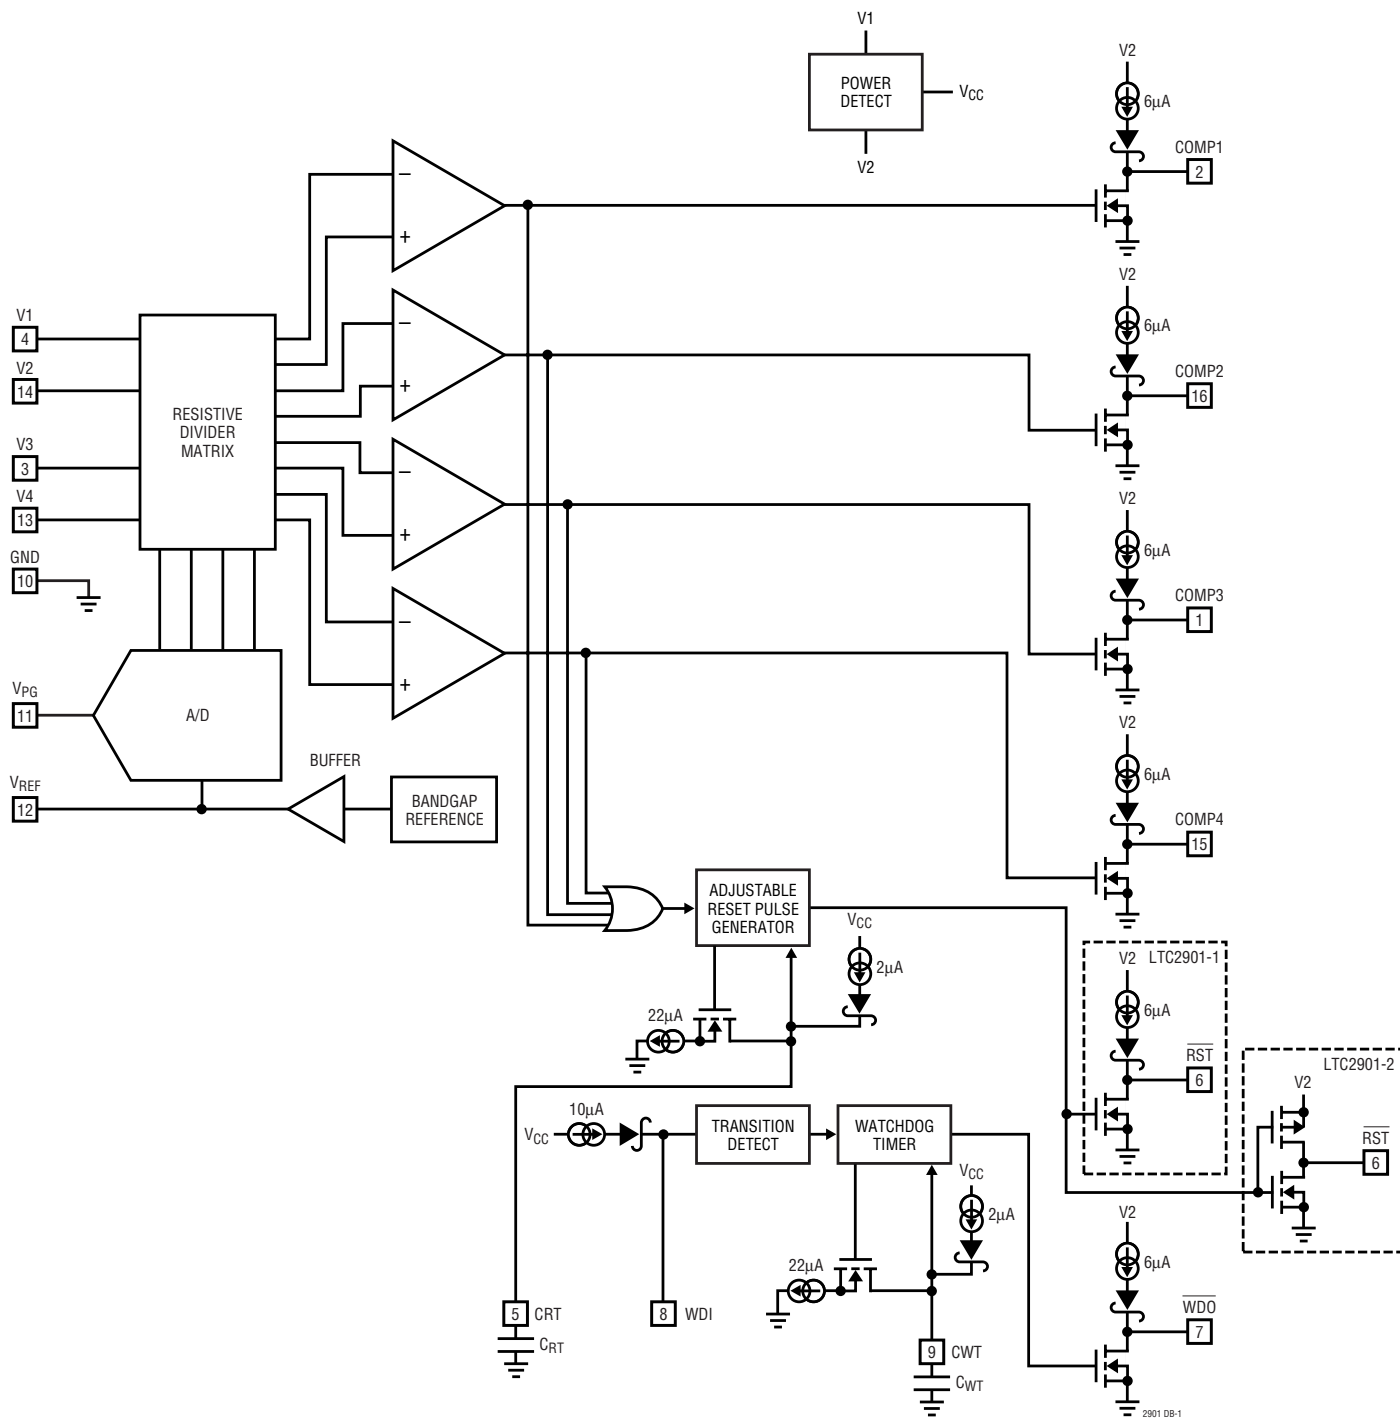 V1
POWER
DETECT
VCC
V2
V2
6µA
COMP1
2
−
+
V2
6µA
COMP2
16
−
+
V1
4
V2
14
V3
3
V4
13
GND
10
RESISTIVE
DIVIDER
MATRIX
−
+
V2
6µA
COMP3
1
−
+
VPG
11
A/D
VREF
12
BUFFER
BANDGAP
REFERENCE
V2
6µA
COMP4
15
ADJUSTABLE
RESET PULSE
GENERATOR
VCC
2µA
22µA
LTC2901-1
V2
6µA
RST
6
LTC2901-2
V2
RST
6
10µA
VCC
TRANSITION
DETECT
WATCHDOG
TIMER
VCC
2µA
22µA
V2
6µA
WDO
7
5
CRT
CRT
8
WDI
9
CWT
CWT
2901 DB-1